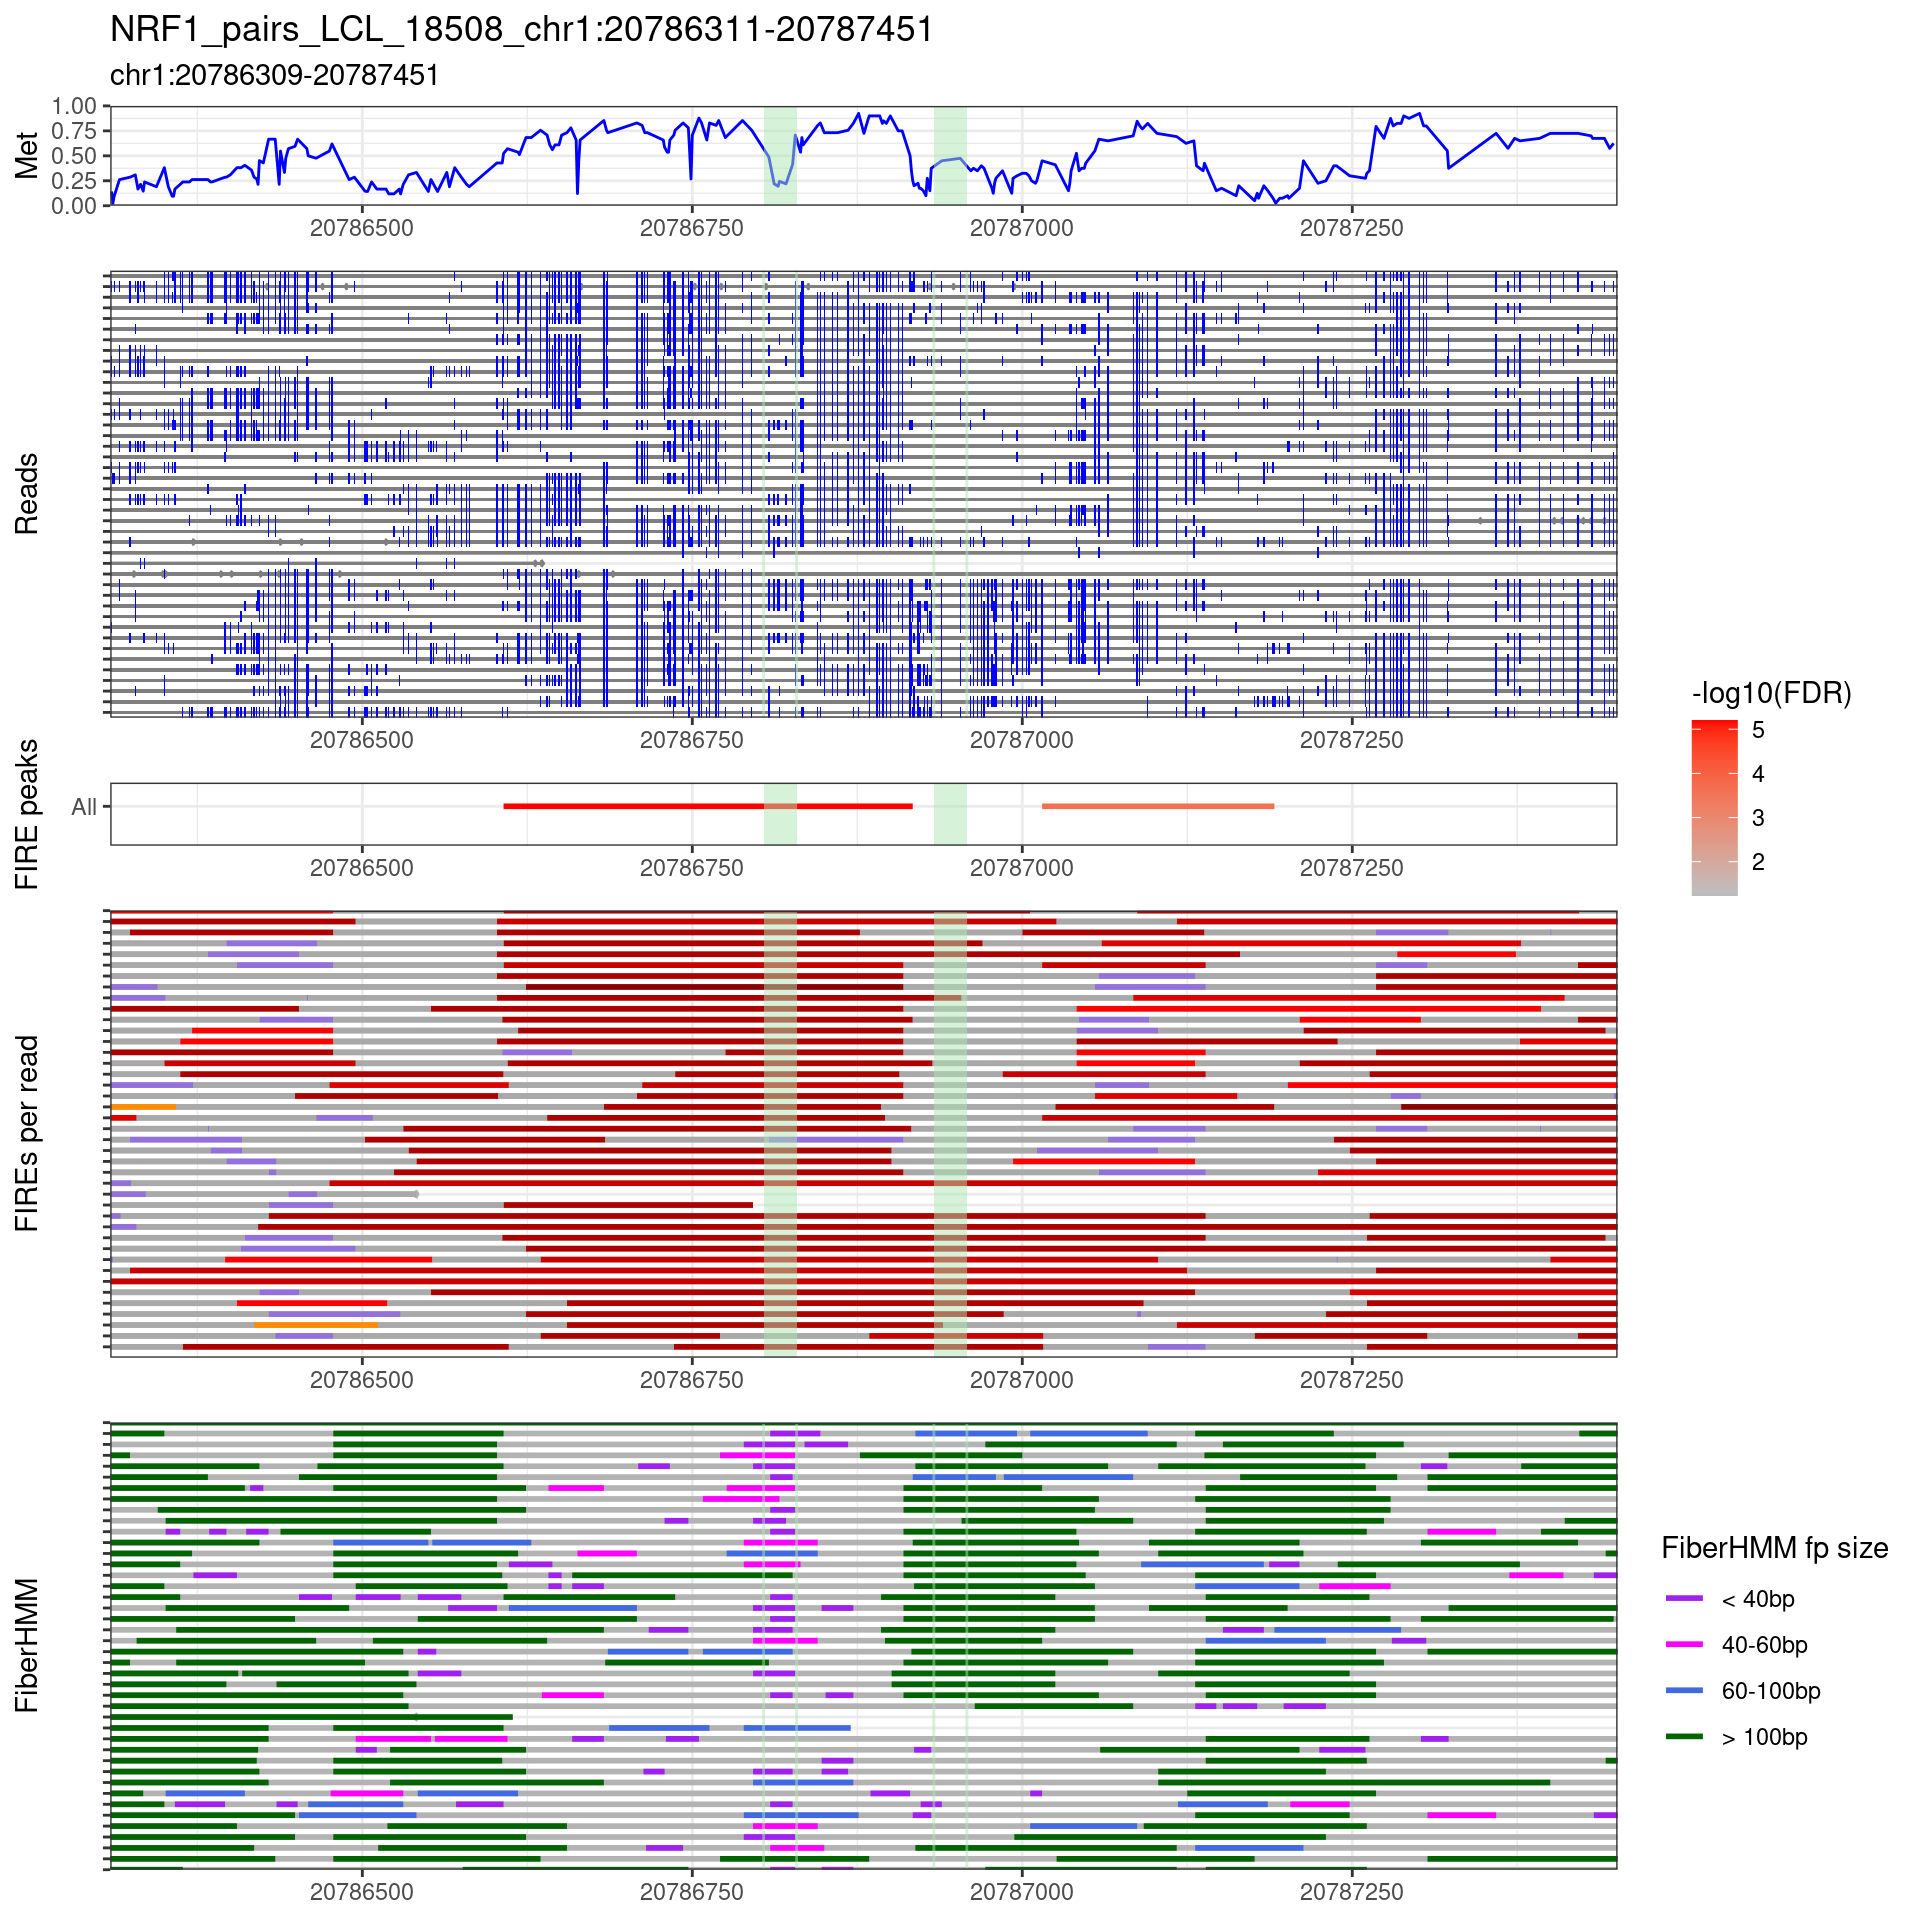 NRF1_pairs_LCL_18508_chr1:20786311-20787451
chr1:20786309-20787451
Met
1.00
0.75
0.50
0.25
0.00
20786500 20786750 20787000 20787250
Reads
20786500 20786750 20787000 20787250
FIRE peaks
All
20786500 20786750 20787000 20787250
-log10(FDR)
5
4
3
2
FIREs per read
20786500 20786750 20787000 20787250
FiberHMM
20786500 20786750 20787000 20787250
FiberHMM fp size
< 40bp
40-60bp
60-100bp
> 100bp